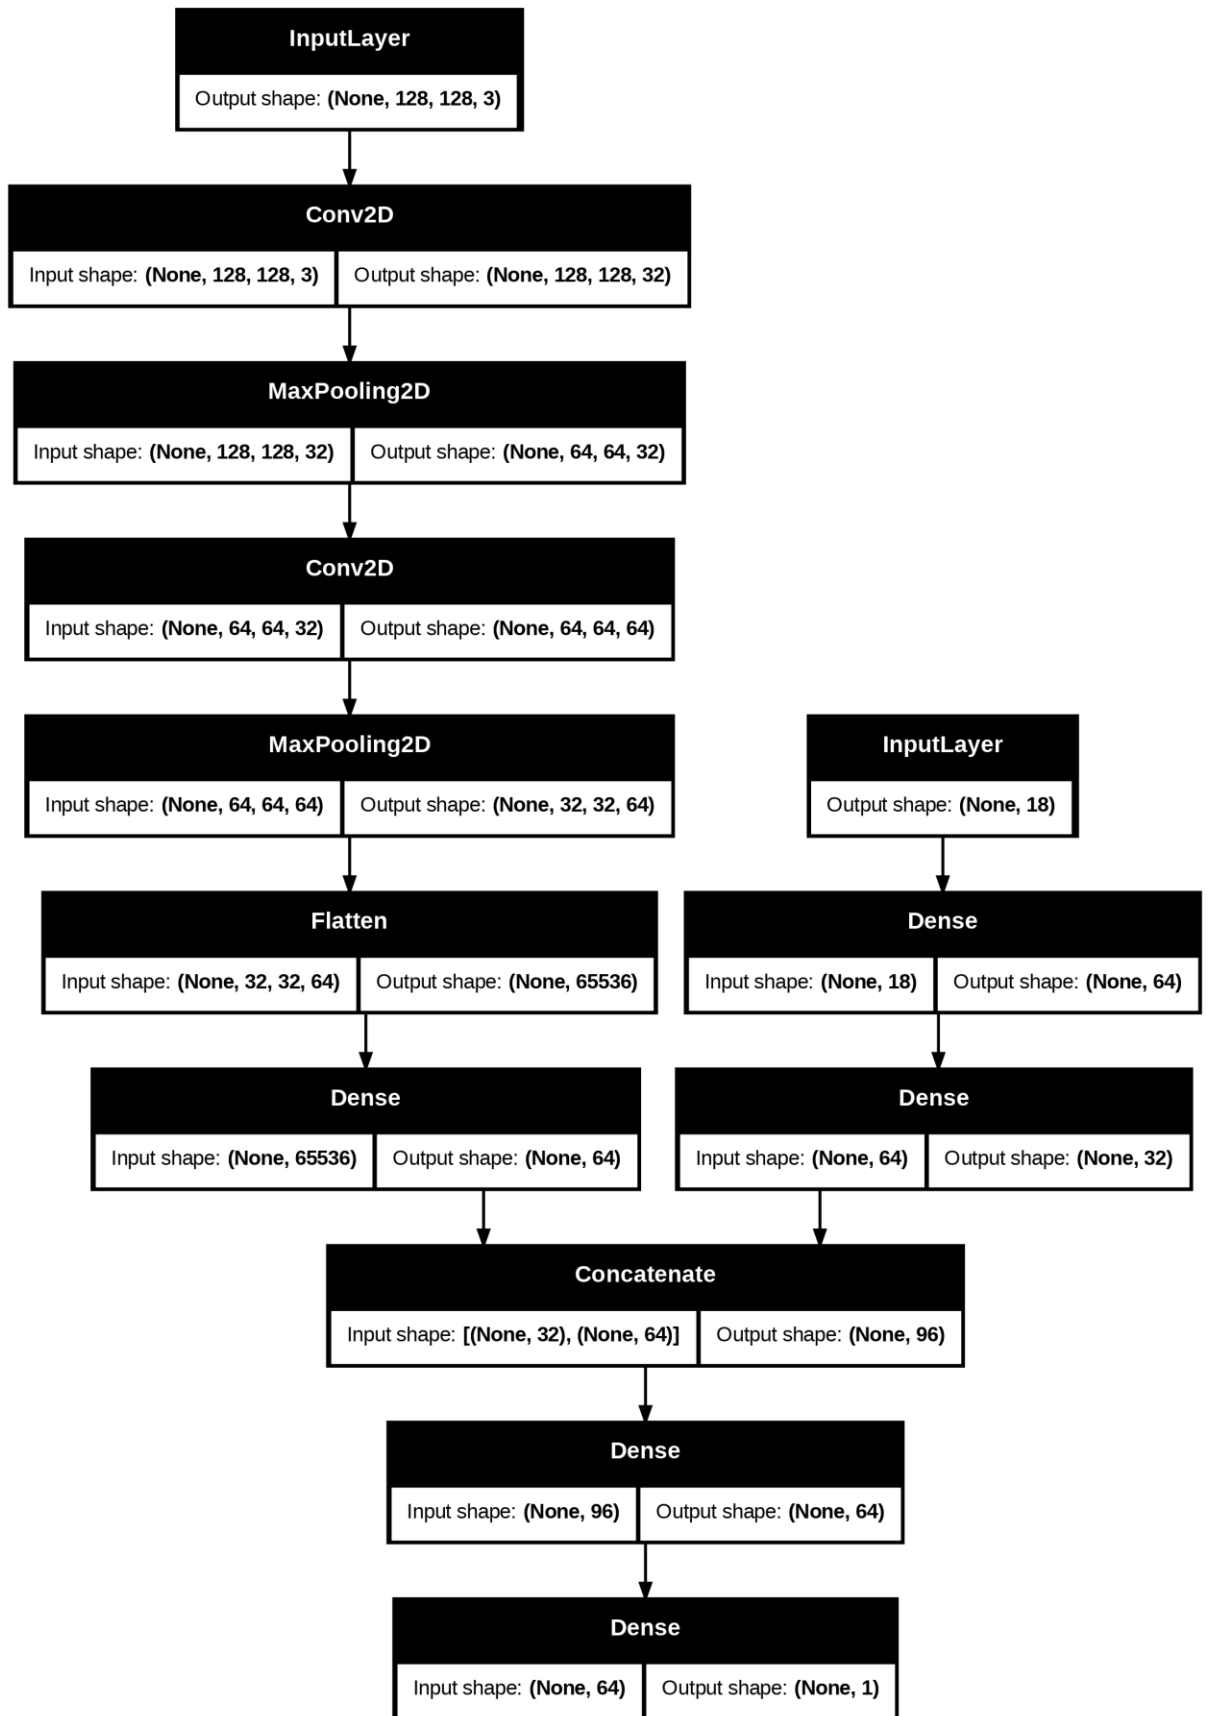 InputLayer
Output shape: (None, 128, 128, 3)
Conv2D
Input shape: (None, 128, 128, 3) Output shape: (None, 128, 128, 32)
MaxPooling2D
Input shape: (None, 128, 128, 32) Output shape: (None, 64, 64, 32)
Conv2D
Input shape: (None, 64, 64, 32) Output shape: (None, 64, 64, 64)
MaxPooling2D
Input shape: (None, 64, 64, 64) Output shape: (None, 32, 32, 64)
InputLayer
Output shape: (None, 18)
Flatten
Input shape: (None, 32, 32, 64) Output shape: (None, 65536)
Dense
Input shape: (None, 18) Output shape: (None, 64)
Dense
Input shape: (None, 65536) Output shape: (None, 64)
Dense
Input shape: (None, 64) Output shape: (None, 32)
Concatenate
Input shape: [(None, 32), (None, 64)] Output shape: (None, 96)
Dense
Input shape: (None, 96) Output shape: (None, 64)
Dense
Input shape: (None, 64) Output shape: (None, 1)